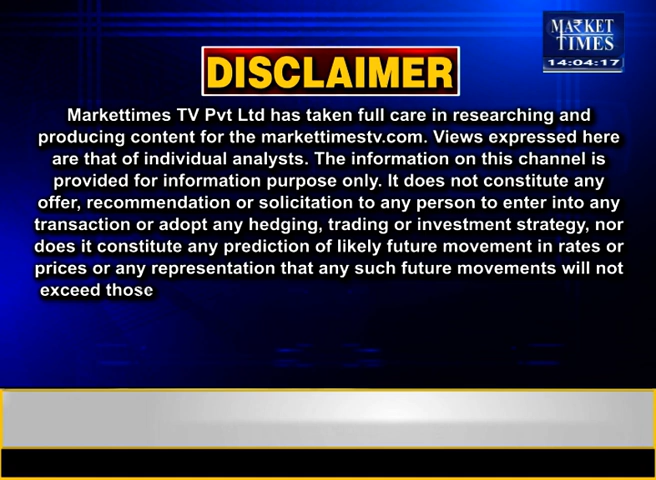 MARKET
TIMES
14:04:17
DISCLAIMER
Markettimes TV Pvt Ltd has taken full care in researching and
producing content for the markettimestv.com. Views expressed here
are that of individual analysts. The information on this channel is
provided for information purpose only. It does not constitute any
offer, recommendation or solicitation to any person to enter into any
transaction or adopt any hedging, trading or investment strategy, nor
does it constitute any prediction of likely future movement in rates or
prices or any representation that any such future movements will not
exceed those